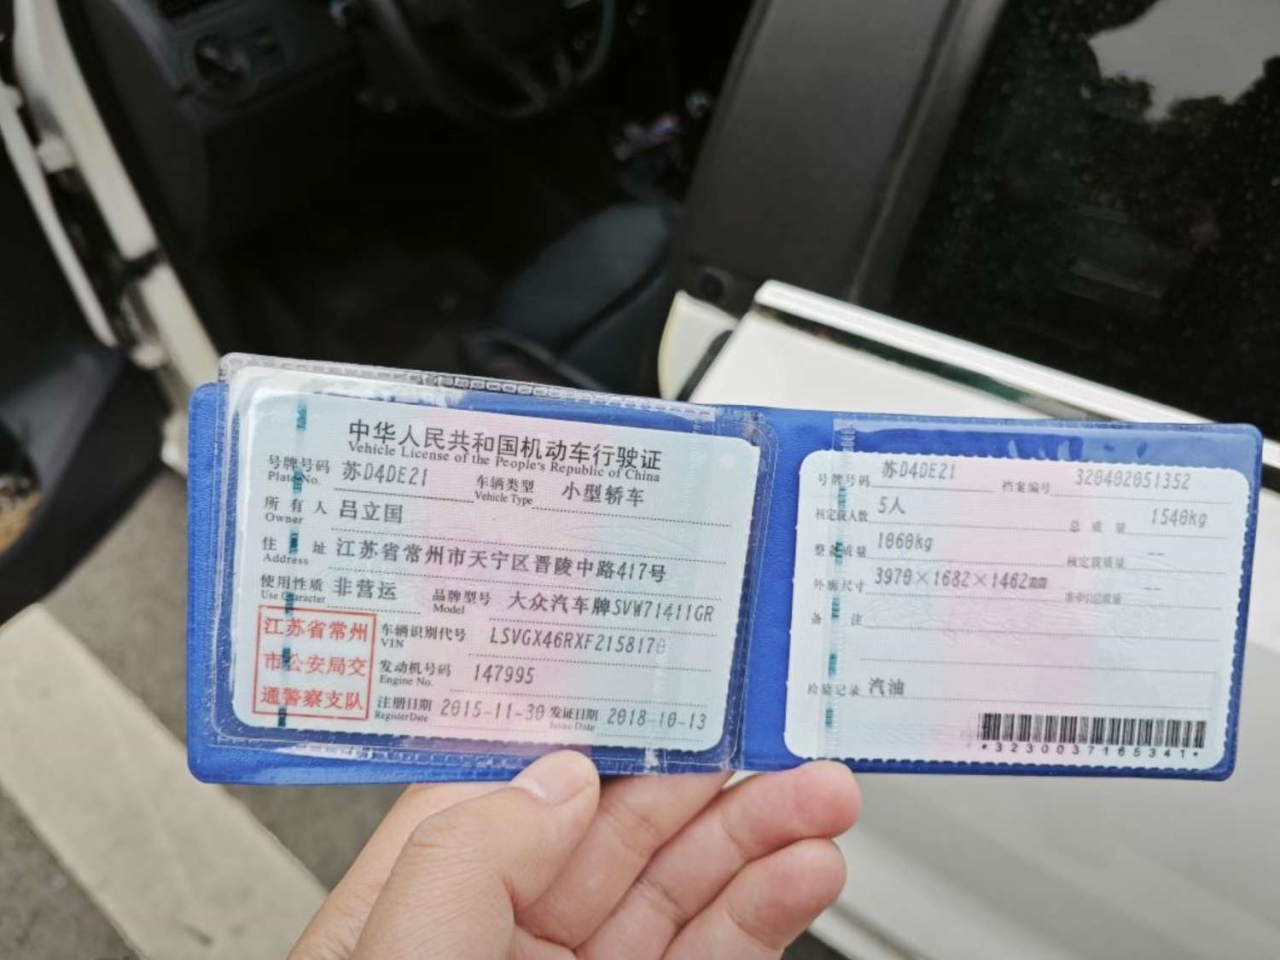 中华人民共和国机动车行驶证
Vehicle License of the People's Republic of China
号牌号码 苏D4DE21 车辆类型 小型轿车
Plate No. Vehicle Type
所有人 吕立国
Owner
住址 江苏省常州市天宁区晋陵中路417号
Address
使用性质 非营运 品牌型号 大众汽车牌SVW71411GR
Use Character Model
江苏省常州
市公安局交
通警察支队
车辆识别代号 LSVGX46RXF2158170
VIN
发动机号码 147995
Engine No.
注册日期 2015-11-30 发证日期 2018-10-13
Register Date Issue Date
号牌号码 苏D4DE21 档案编号 320402051352
核定载人数 5人 总质量 1540kg
整备质量 1060kg 核定载质量 --
外廓尺寸 3970×1682×1462mm --
备注
检验记录 汽油
*3230037165341*